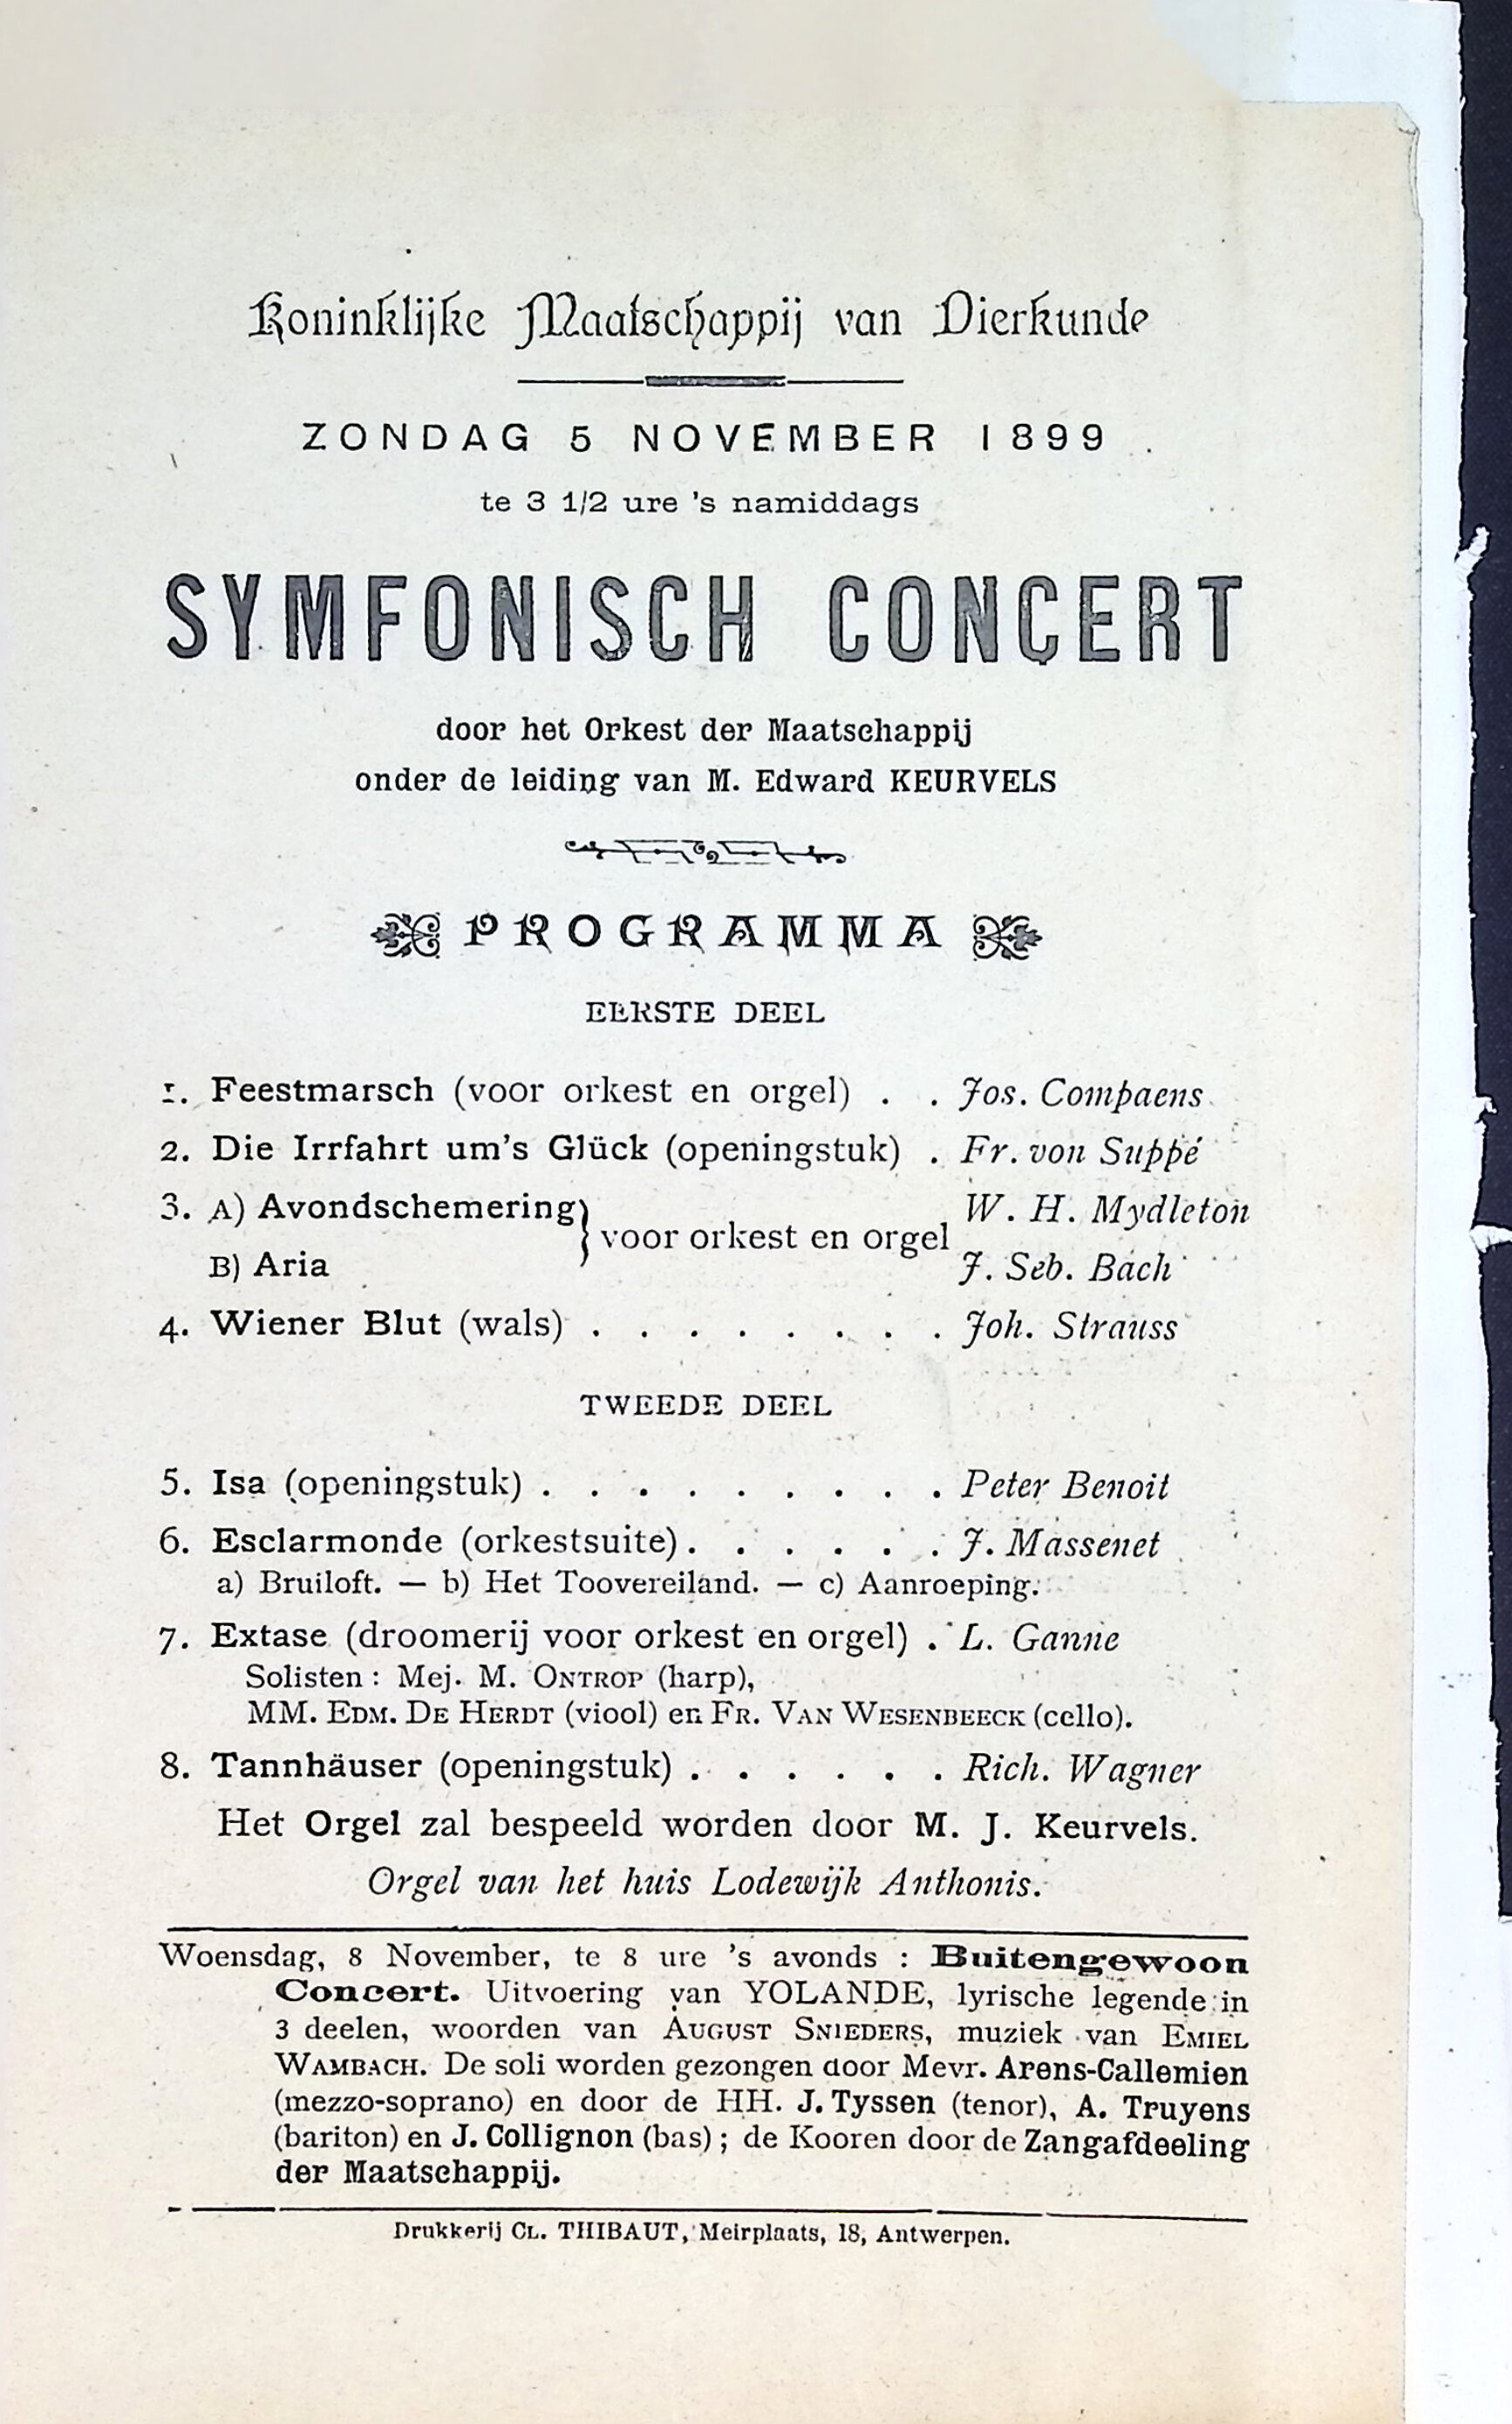 Koninklijke Maatschappij van Dierkunde
ZONDAG 5 NOVEMBER 1899
te 3 1/2 ure 's namiddags
SYMFONISCH CONCERT
door het Orkest der Maatschappij
onder de leiding van M. Edward KEURVELS
PROGRAMMA
EERSTE DEEL
1. Feestmarsch (voor orkest en orgel) . . Jos. Compaens
2. Die Irrfahrt um's Glück (openingstuk) . Fr. von Suppé
3. A) Avondschemering } voor orkest en orgel W. H. Mydleton
B) Aria J. Seb. Bach
4. Wiener Blut (wals) . . . . . . . . Joh. Strauss
TWEEDE DEEL
5. Isa (openingstuk) . . . . . . . . . Peter Benoit
6. Esclarmonde (orkestsuite) . . . . . . J. Massenet
a) Bruiloft. — b) Het Toovereiland. — c) Aanroeping.
7. Extase (droomerij voor orkest en orgel) . L. Ganne
Solisten : Mej. M. ONTROP (harp),
MM. EDM. DE HERDT (viool) en FR. VAN WESENBEECK (cello).
8. Tannhäuser (openingstuk) . . . . . . Rich. Wagner
Het Orgel zal bespeeld worden door M. J. Keurvels.
Orgel van het huis Lodewijk Anthonis.
Woensdag, 8 November, te 8 ure 's avonds : Buitengewoon
Concert. Uitvoering van YOLANDE, lyrische legende in
3 deelen, woorden van AUGUST SNIEDERS, muziek van EMIEL
WAMBACH. De soli worden gezongen door Mevr. Arens-Callemien
(mezzo-soprano) en door de HH. J. Tyssen (tenor), A. Truyens
(bariton) en J. Collignon (bas) ; de Kooren door de Zangafdeeling
der Maatschappij.
Drukkerij CL. THIBAUT, Meirplaats, 18, Antwerpen.